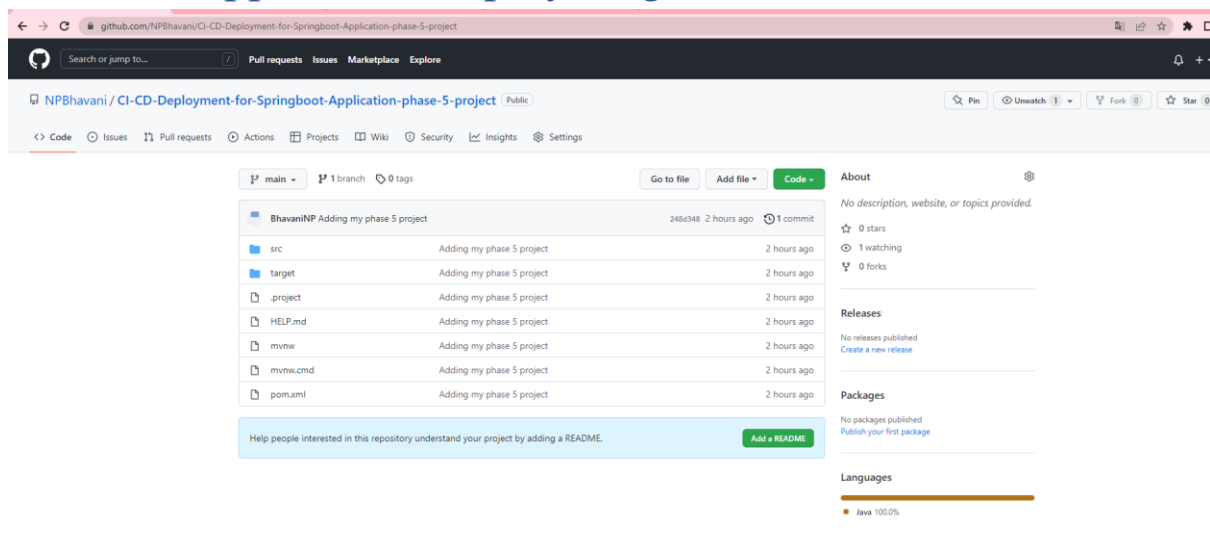 github.com/NPBhavani/CI-CD-Deployment-for-Springboot-Application-phase-5-project
Search or jump to... / Pull requests Issues Marketplace Explore
NPBhavani / CI-CD-Deployment-for-Springboot-Application-phase-5-project Public
Pin Unwatch 1 Fork 0 Star 0
<> Code Issues Pull requests Actions Projects Wiki Security Insights Settings
main 1 branch 0 tags Go to file Add file Code
BhavaniNP Adding my phase 5 project 248d348 2 hours ago 1 commit
src Adding my phase 5 project 2 hours ago
target Adding my phase 5 project 2 hours ago
.project Adding my phase 5 project 2 hours ago
HELP.md Adding my phase 5 project 2 hours ago
mvnw Adding my phase 5 project 2 hours ago
mvnw.cmd Adding my phase 5 project 2 hours ago
pom.xml Adding my phase 5 project 2 hours ago
Help people interested in this repository understand your project by adding a README. Add a README
About
No description, website, or topics provided.
0 stars
1 watching
0 forks
Releases
No releases published
Create a new release
Packages
No packages published
Publish your first package
Languages
Java 100.0%